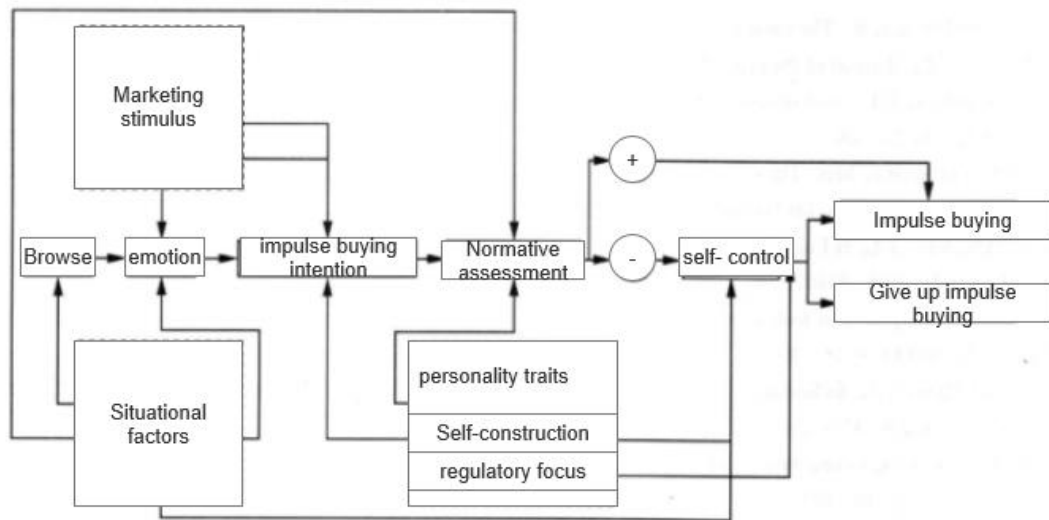 Marketing
stimulus
+
Impulse buying
Browse
emotion
impulse buying
intention
Normative
assessment
-
self- control
Give up impulse
buying
Situational
factors
personality traits
Self-construction
regulatory focus